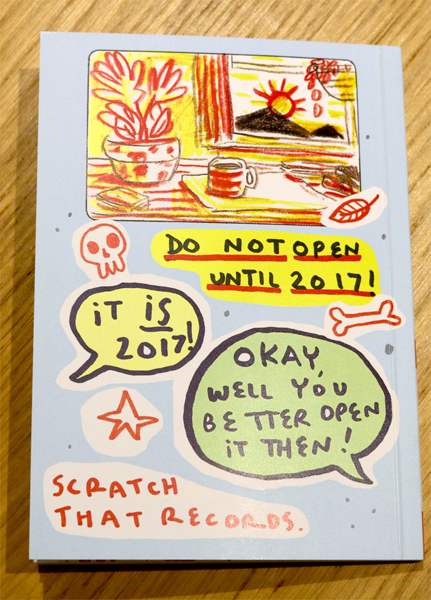 DO NOT OPEN
UNTIL 2017!
iT IS
2017!
OKAY,
WELL YOU
BETTER OPEN
iT THEN!
SCRATCH
THAT RECORDS.